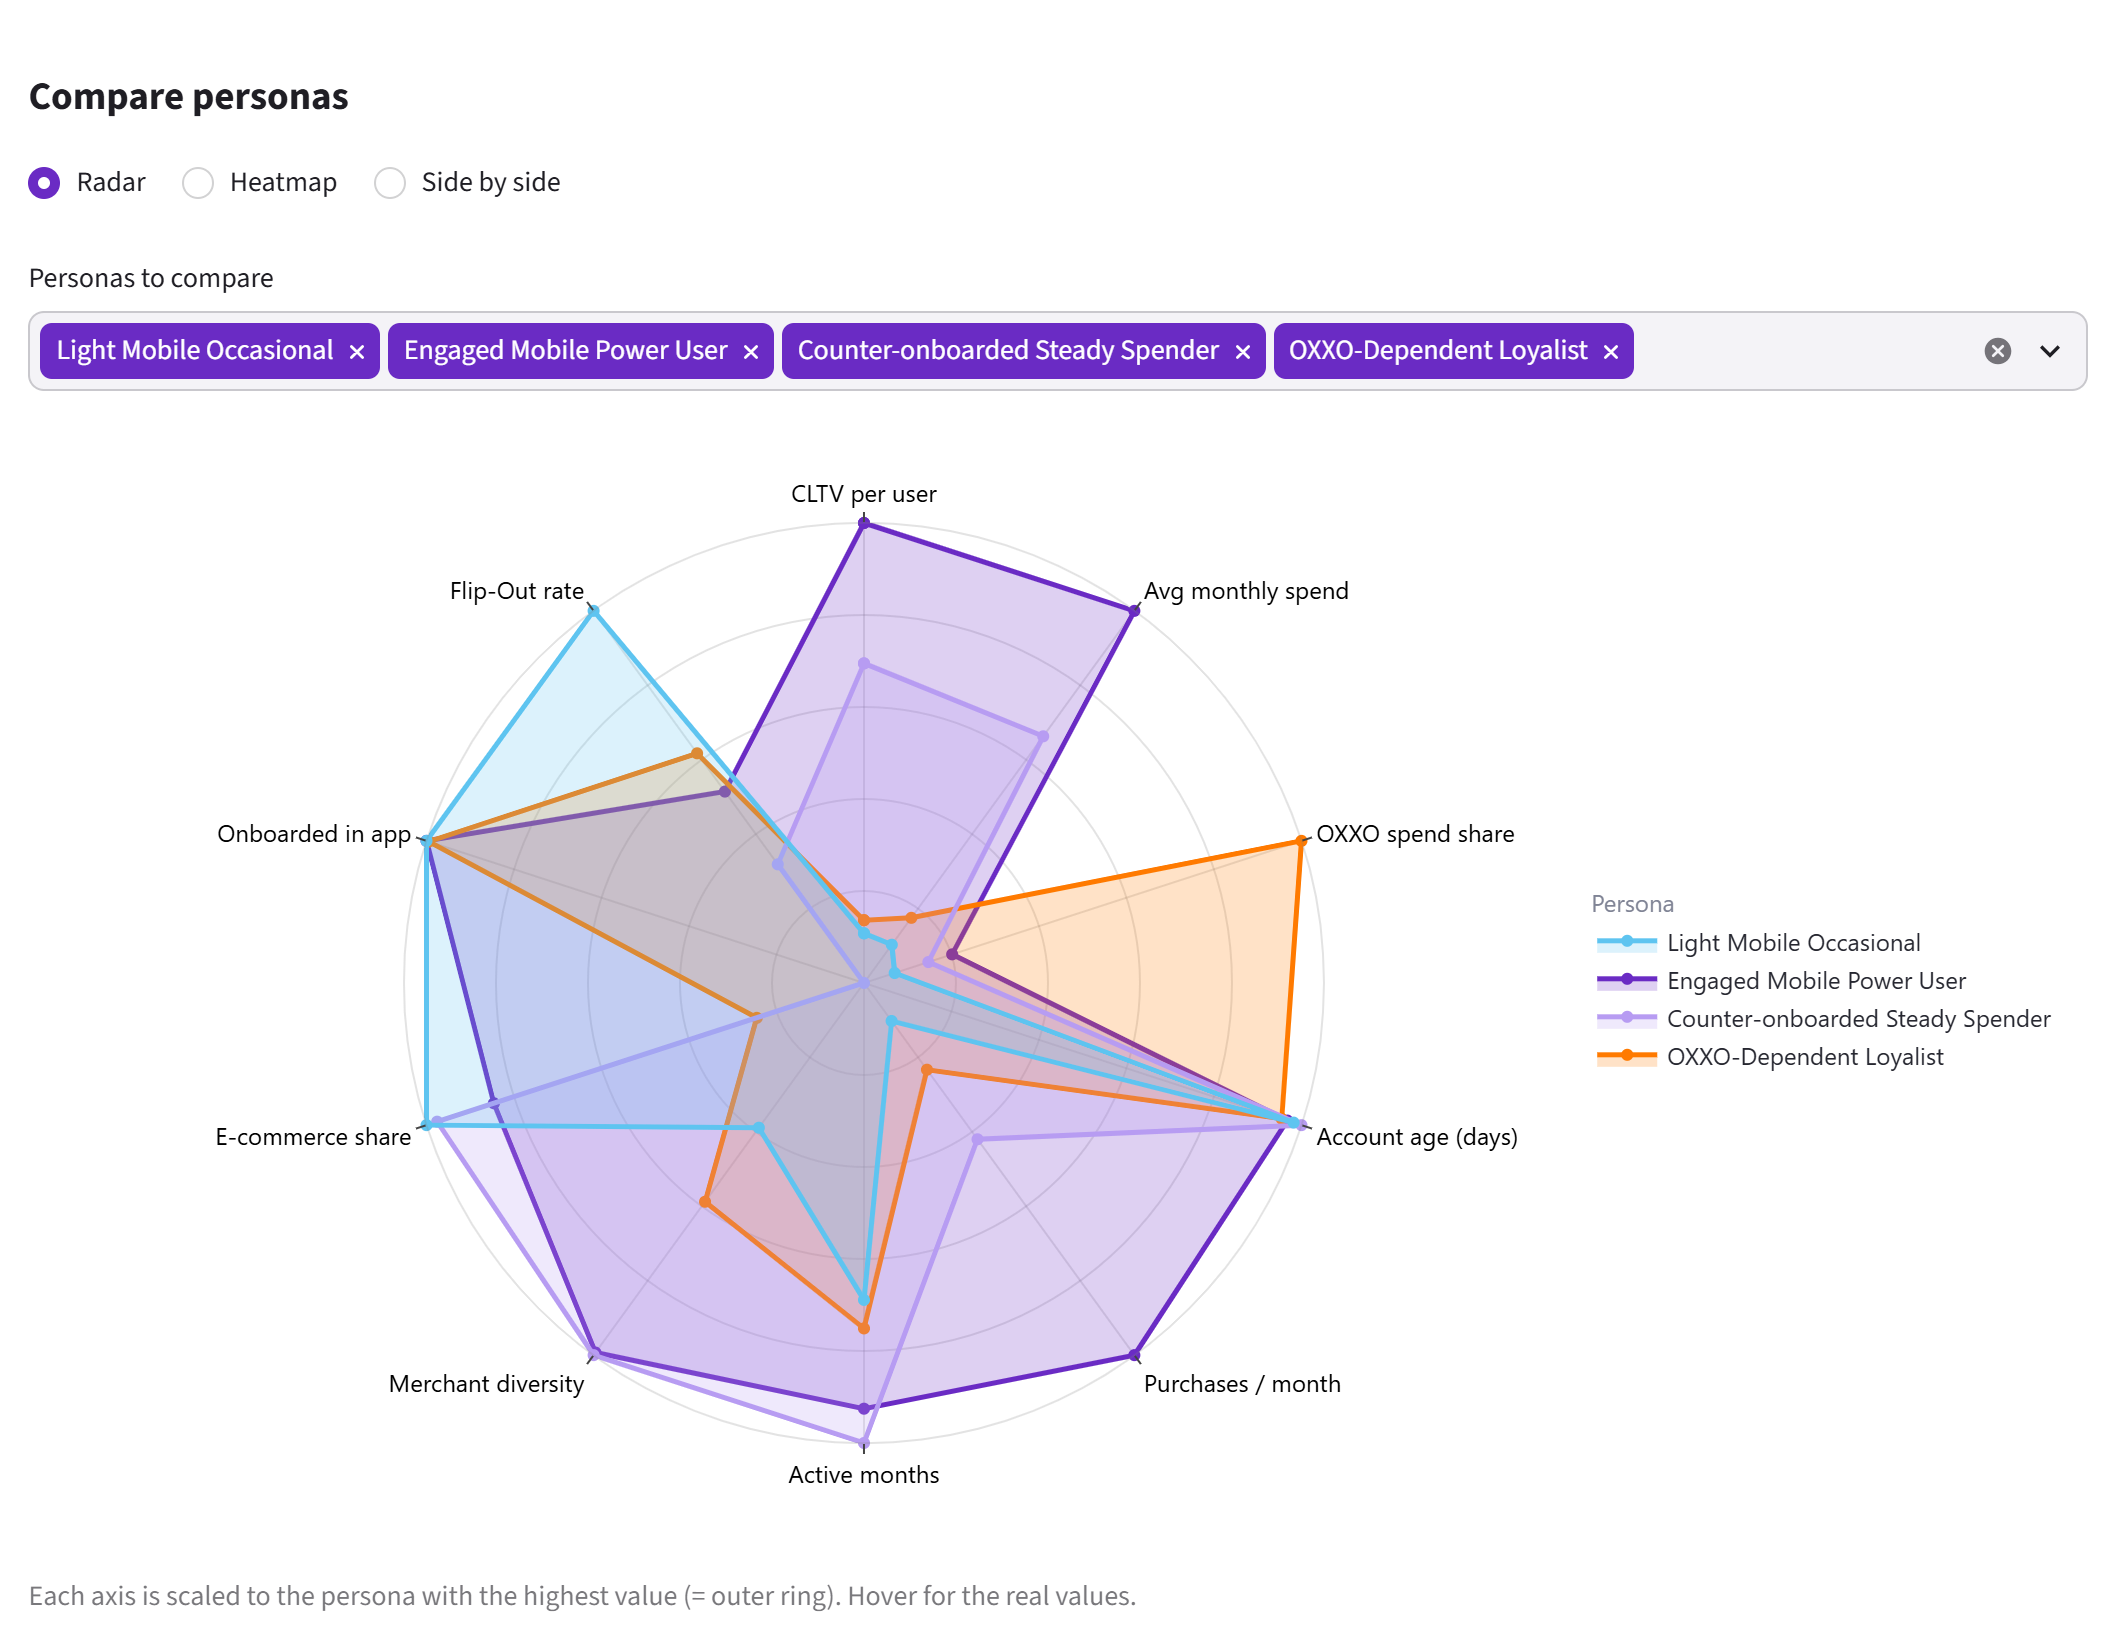 Compare personas
Radar
Heatmap
Side by side
Personas to compare
Light Mobile Occasional
Engaged Mobile Power User
Counter-onboarded Steady Spender
OXXO-Dependent Loyalist
CLTV per user
Flip-Out rate
Avg monthly spend
Onboarded in app
OXXO spend share
Persona
Light Mobile Occasional
Engaged Mobile Power User
Counter-onboarded Steady Spender
OXXO-Dependent Loyalist
E-commerce share
Account age (days)
Merchant diversity
Purchases / month
Active months
Each axis is scaled to the persona with the highest value (= outer ring). Hover for the real values.